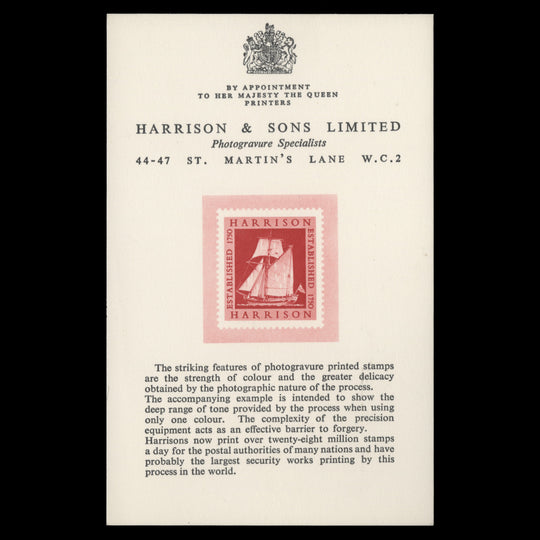 BY APPOINTMENT
TO HER MAJESTY THE QUEEN
PRINTERS
HARRISON & SONS LIMITED
Photogravure Specialists
44-47 ST. MARTIN'S LANE W.C.2
HARRISON
ESTABLISHED 1750
ESTABLISHED 1750
HARRISON
The striking features of photogravure printed stamps
are the strength of colour and the greater delicacy
obtained by the photographic nature of the process.
The accompanying example is intended to show the
deep range of tone provided by the process when using
only one colour. The complexity of the precision
equipment acts as an effective barrier to forgery.
Harrisons now print over twenty-eight million stamps
a day for the postal authorities of many nations and have
probably the largest security works printing by this
process in the world.